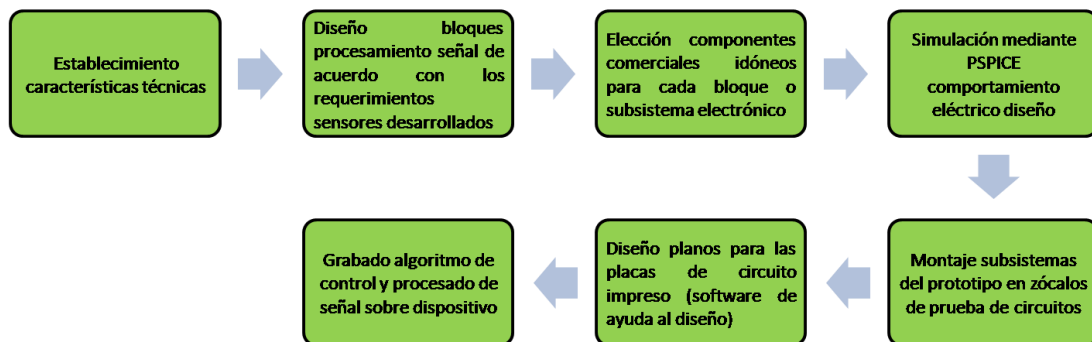 Establecimiento
características técnicas
Diseño bloques
procesamiento señal de
acuerdo con los
requerimientos
sensores desarrollados
Elección componentes
comerciales idóneos
para cada bloque o
subsistema electrónico
Simulación mediante
PSPICE
comportamiento
eléctrico diseño
Montaje subsistemas
del prototipo en zócalos
de prueba de circuitos
Diseño planos para las
placas de circuito
impreso (software de
ayuda al diseño)
Grabado algoritmo de
control y procesado de
señal sobre dispositivo